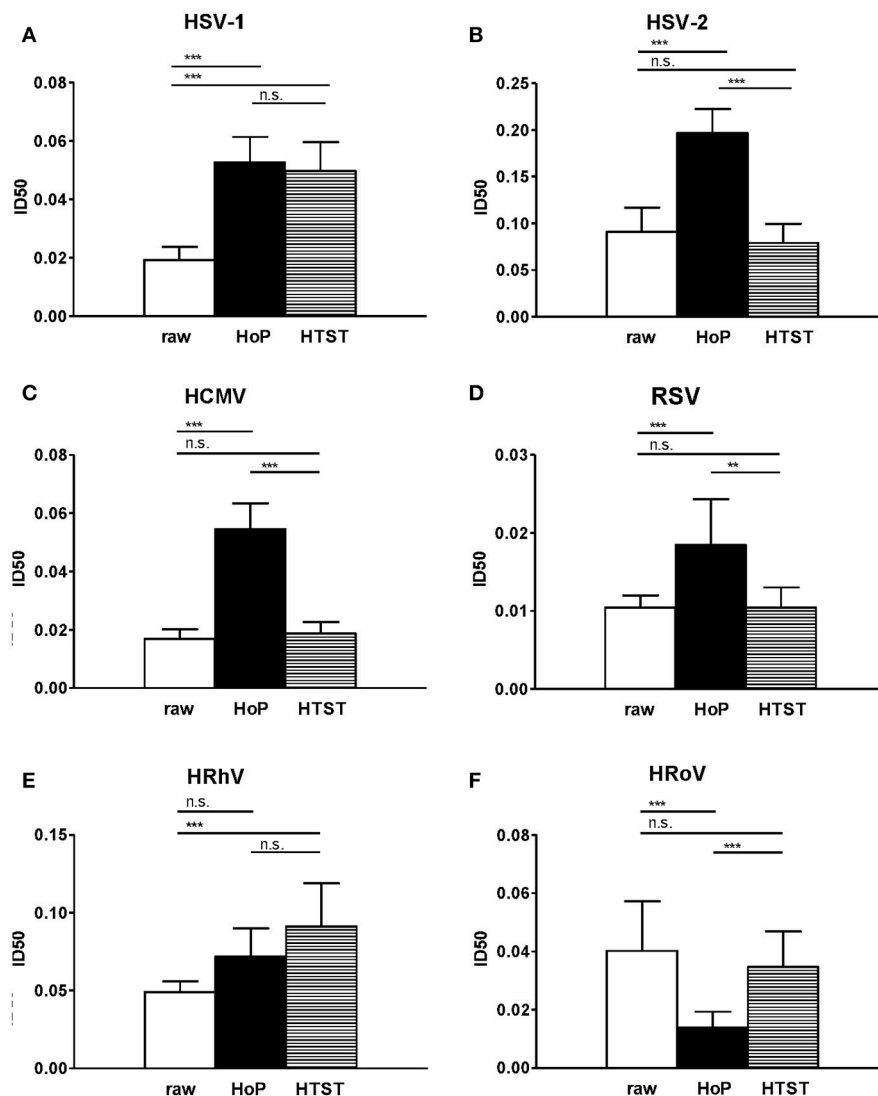 A
HSV-1
***
***
n.s.
0.08
0.06
0.04
0.02
0.00
ID50
raw HoP HTST
B
HSV-2
***
n.s.
***
0.25
0.20
0.15
0.10
0.05
0.00
ID50
raw HoP HTST
C
HCMV
***
n.s.
***
0.08
0.06
0.04
0.02
0.00
ID50
raw HoP HTST
D
RSV
***
n.s.
**
0.03
0.02
0.01
0.00
ID50
raw HoP HTST
E
HRhV
n.s.
***
n.s.
0.15
0.10
0.05
0.00
ID50
raw HoP HTST
F
HRoV
***
n.s.
***
0.08
0.06
0.04
0.02
0.00
ID50
raw HoP HTST